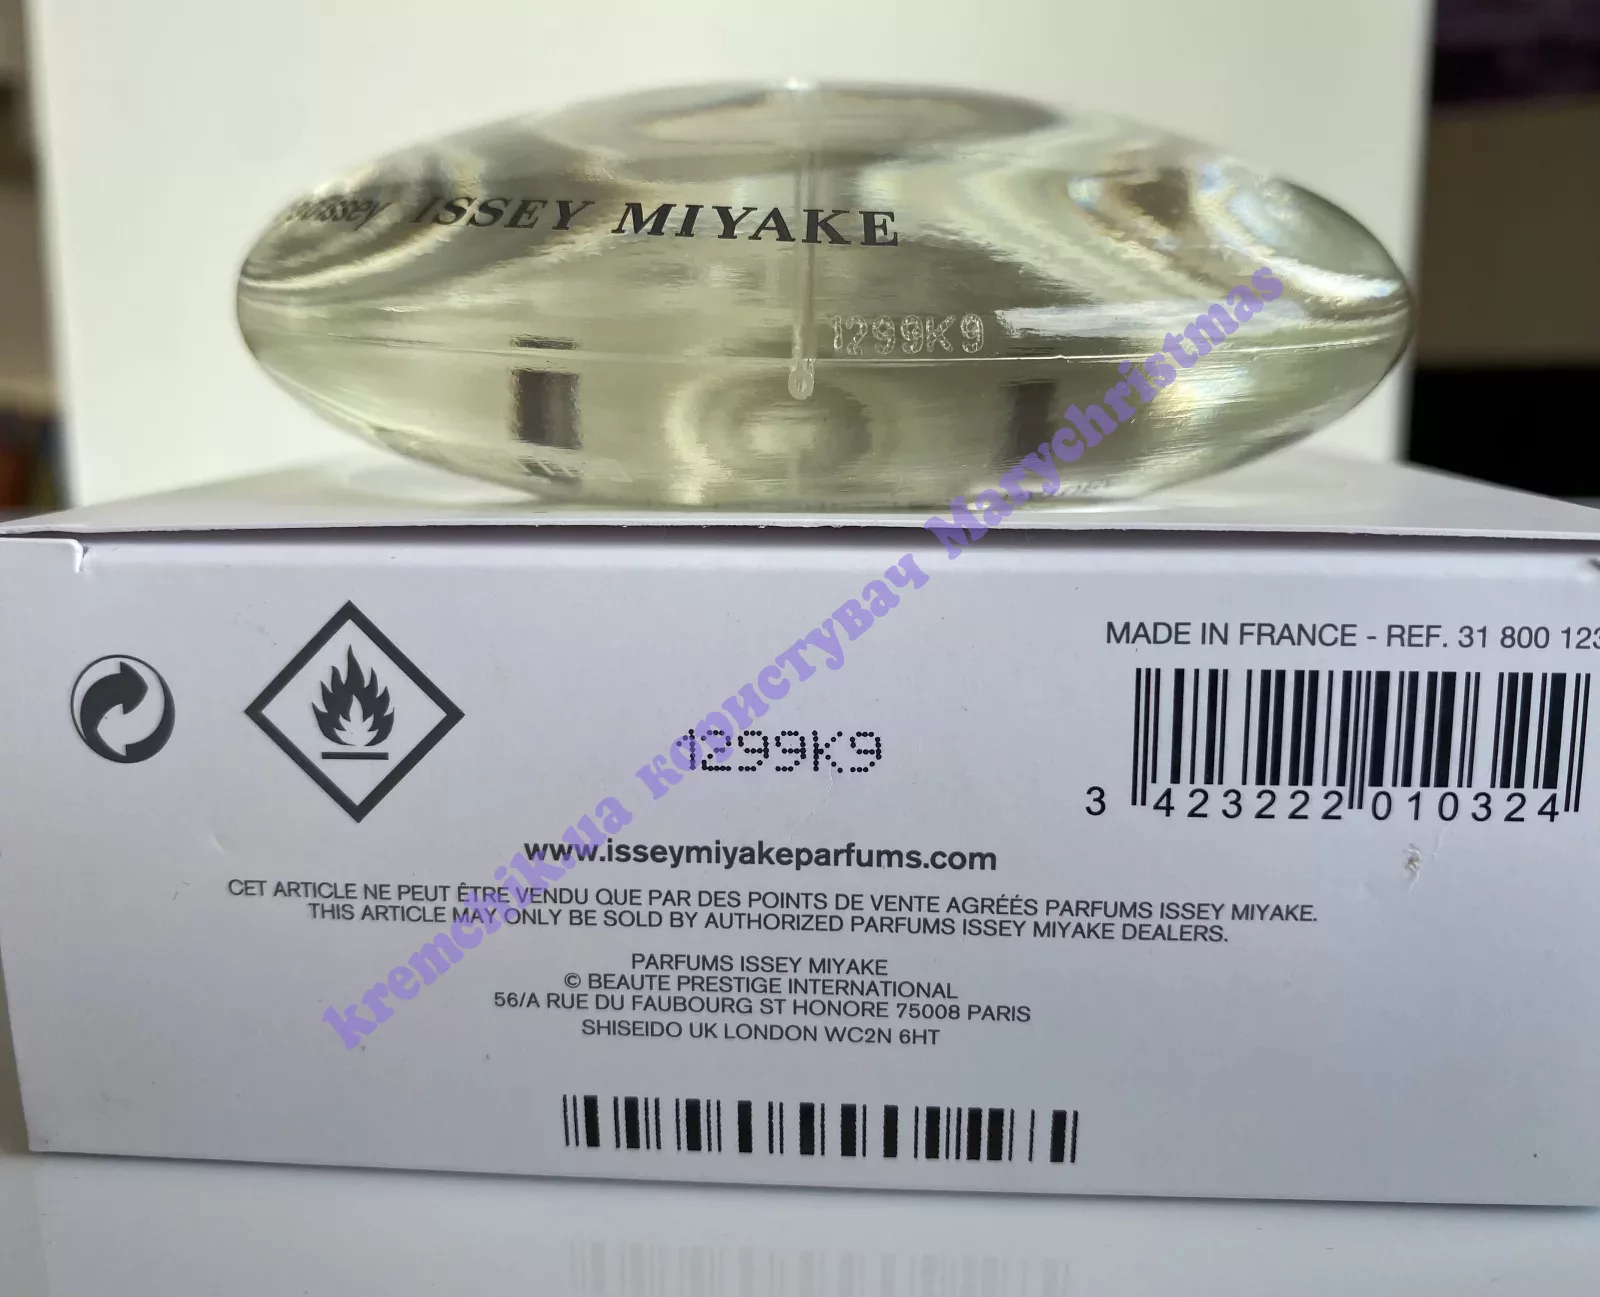 ISSEY MIYAKE
1299K9
MADE IN FRANCE - REF. 31 800 123
1299K9
3 423222 010324
www.isseymiyakeparfums.com
CET ARTICLE NE PEUT ÊTRE VENDU QUE PAR DES POINTS DE VENTE AGRÉÉS PARFUMS ISSEY MIYAKE.
THIS ARTICLE MAY ONLY BE SOLD BY AUTHORIZED PARFUMS ISSEY MIYAKE DEALERS.
PARFUMS ISSEY MIYAKE
© BEAUTE PRESTIGE INTERNATIONAL
56/A RUE DU FAUBOURG ST HONORE 75008 PARIS
SHISEIDO UK LONDON WC2N 6HT
kremchik.ua користувач Marychristmas